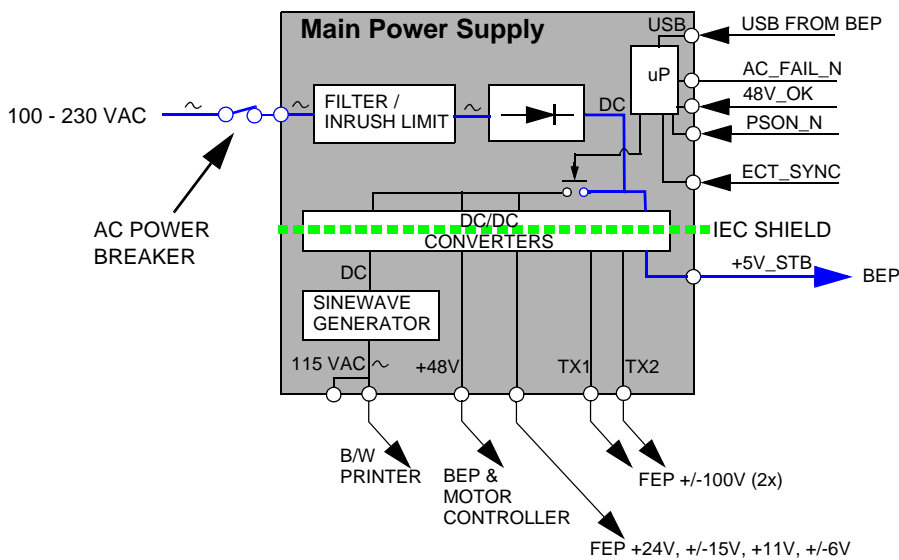 Main Power Supply
USB
USB FROM BEP
uP
AC_FAIL_N
48V_OK
PSON_N
ECT_SYNC
100 - 230 VAC
~
~
FILTER /
INRUSH LIMIT
~
DC
AC POWER
BREAKER
DC/DC
CONVERTERS
IEC SHIELD
+5V_STB
BEP
DC
SINEWAVE
GENERATOR
115 VAC ~
+48V
TX1
TX2
B/W
PRINTER
BEP &
MOTOR
CONTROLLER
FEP +/-100V (2x)
FEP +24V, +/-15V, +11V, +/-6V